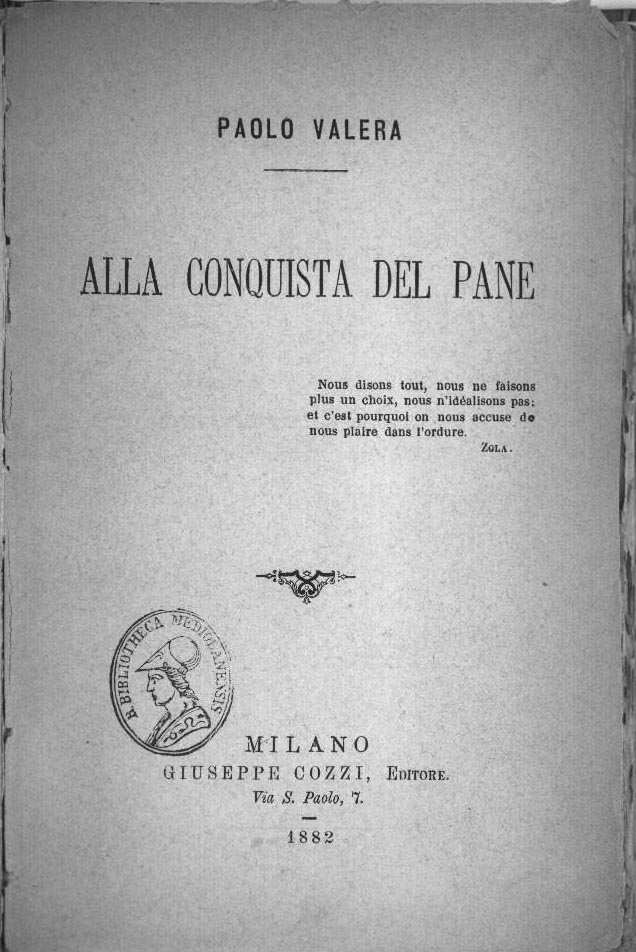 PAOLO VALERA
ALLA CONQUISTA DEL PANE
Nous disons tout, nous ne faisons
plus un choix, nous n'idéalisons pas;
et c'est pourquoi on nous accuse de
nous plaire dans l'ordure.
ZOLA.
R. BIBLIOTHECA MEDIOLANENSIS
MILANO
GIUSEPPE COZZI, EDITORE.
Via S. Paolo, 7.
1882